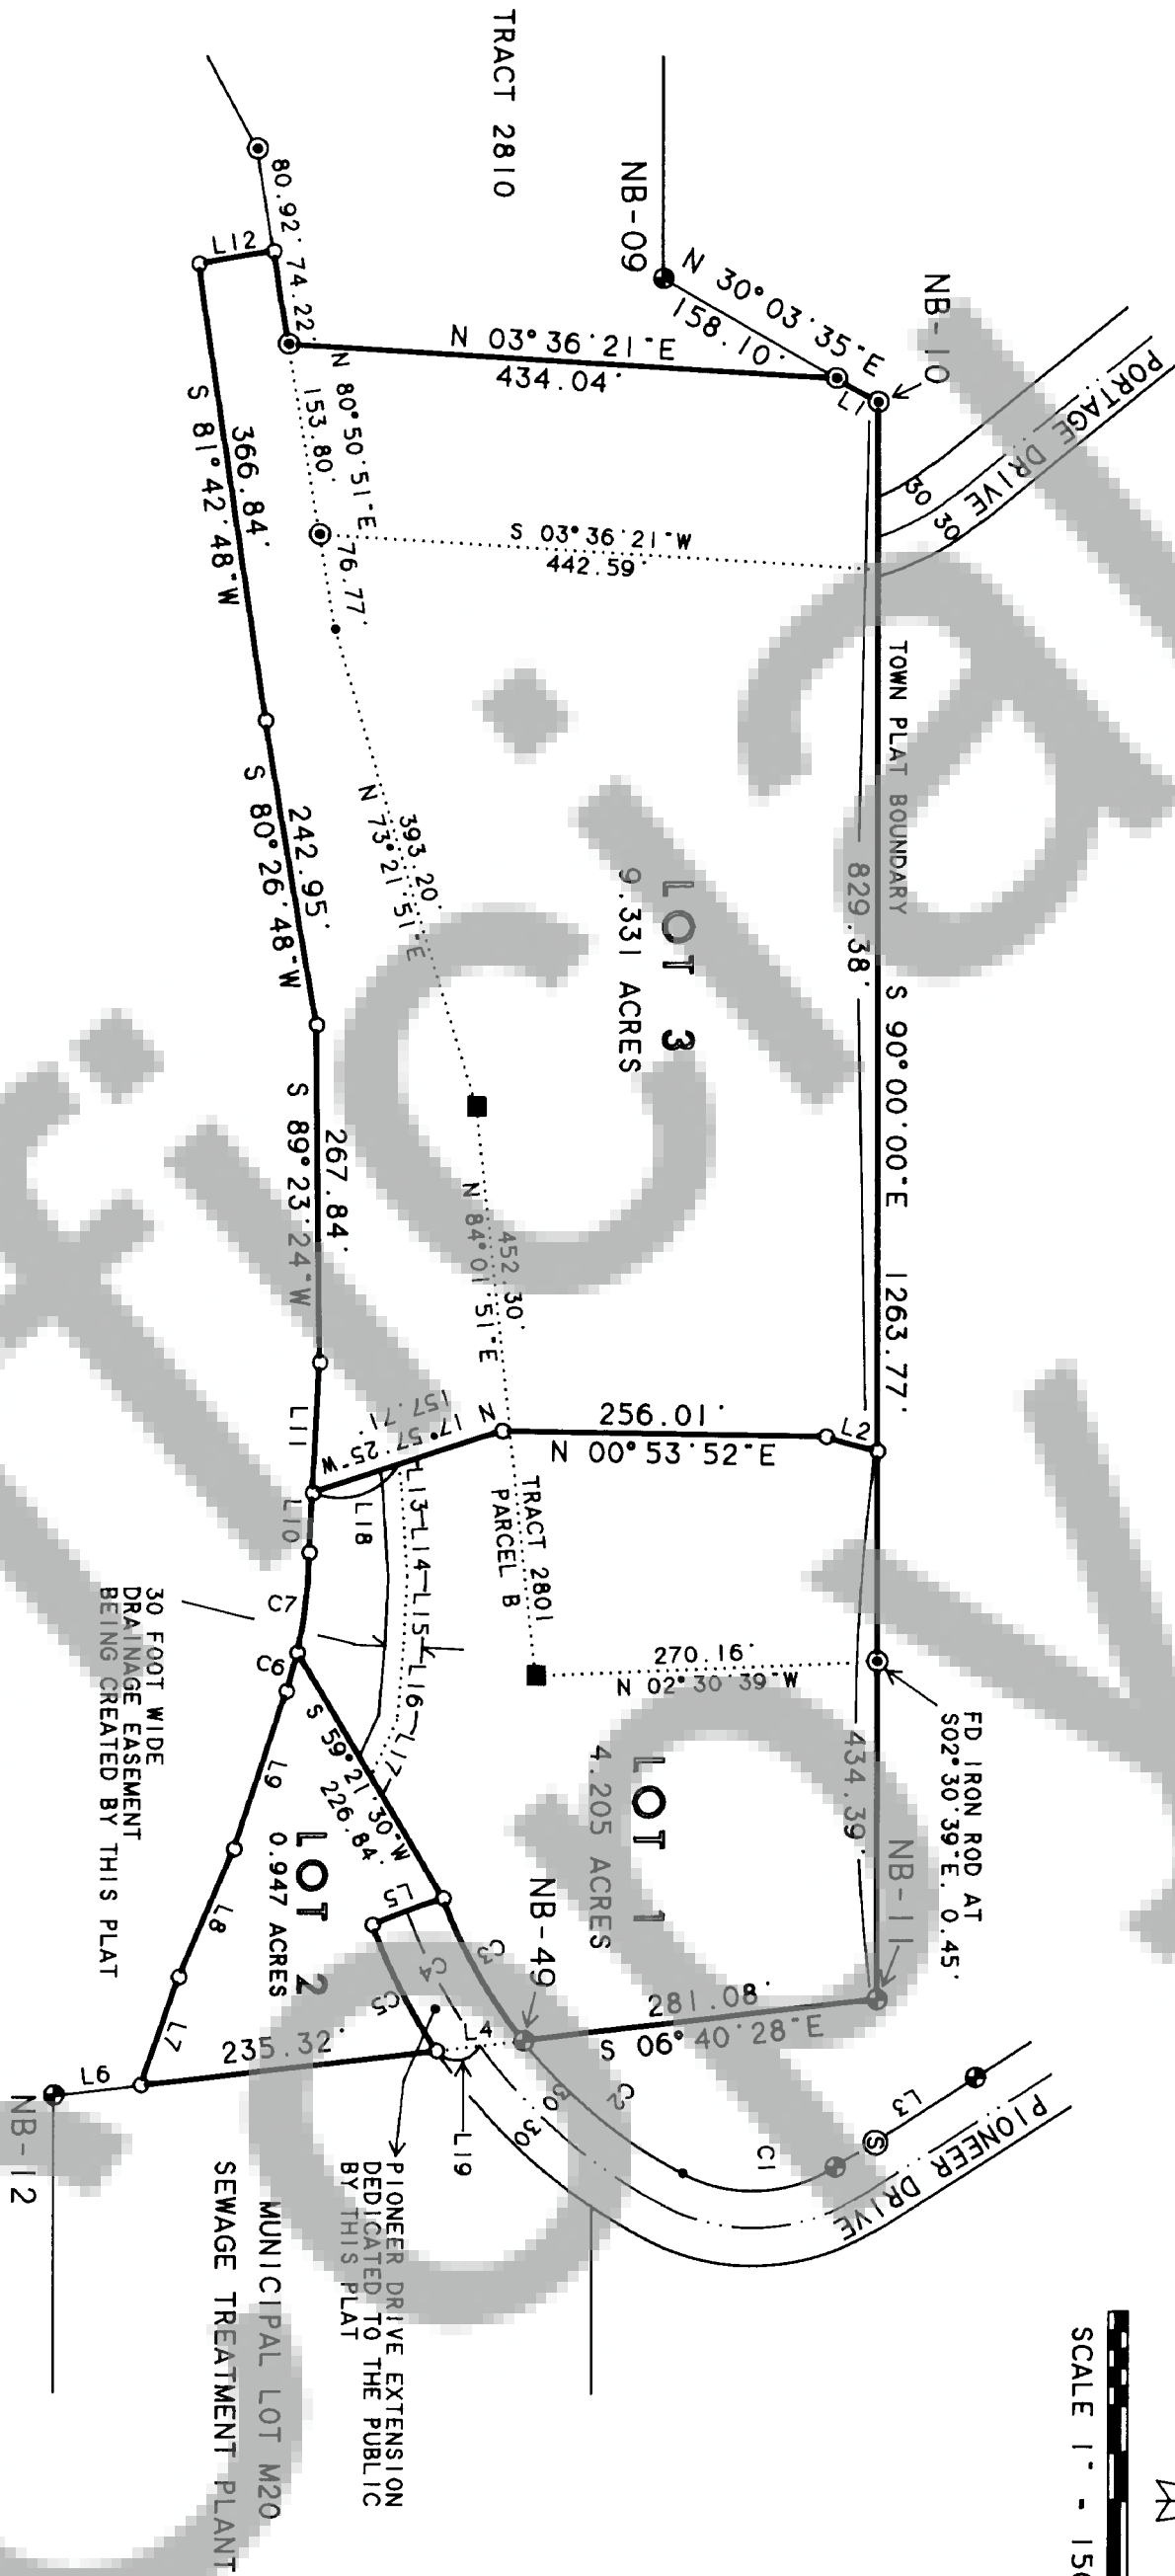 TRACT 2810
NB-09
N 30°03'35"E
158.10'
NB-10
L1
PORTAGE DRIVE
30 30
80.92'
74.22'
L12
N 03°36'21"E
434.04'
N 80°50'51"E
153.80'
76.77'
S 03°36'21"W
442.59'
366.84'
S 81°42'48"W
TOWN PLAT BOUNDARY
829.38'
S 90°00'00"E
1263.77'
393.20'
N 73°21'51"E
242.95'
S 80°26'48"W
LOT 3
9.331 ACRES
267.84'
S 89°23'24"W
452.30'
N 84°01'51"E
L11
N 17°57'25"W
157.71'
256.01'
N 00°53'52"E
L2
TRACT 2801
PARCEL B
L13
L14
L15
L16
L17
L18
L10
C7
C6
30 FOOT WIDE
DRAINAGE EASEMENT
BEING CREATED BY THIS PLAT
270.16'
N 02°30'39"W
FD IRON ROD AT
S02°30'39"E, 0.45'
434.39'
NB-11
LOT 1
4.205 ACRES
S 59°21'30"W
226.84'
L9
L8
L7
LOT 2
0.947 ACRES
L5
C3
C4
C5
NB-49
281.08'
S 06°40'28"E
L4
235.32'
L6
NB-12
L19
C2
30
30
C1
S
L3
PIONEER DRIVE
PIONEER DRIVE EXTENSION
DEDICATED TO THE PUBLIC
BY THIS PLAT
MUNICIPAL LOT M20
SEWAGE TREATMENT PLANT
SCALE 1" - 15